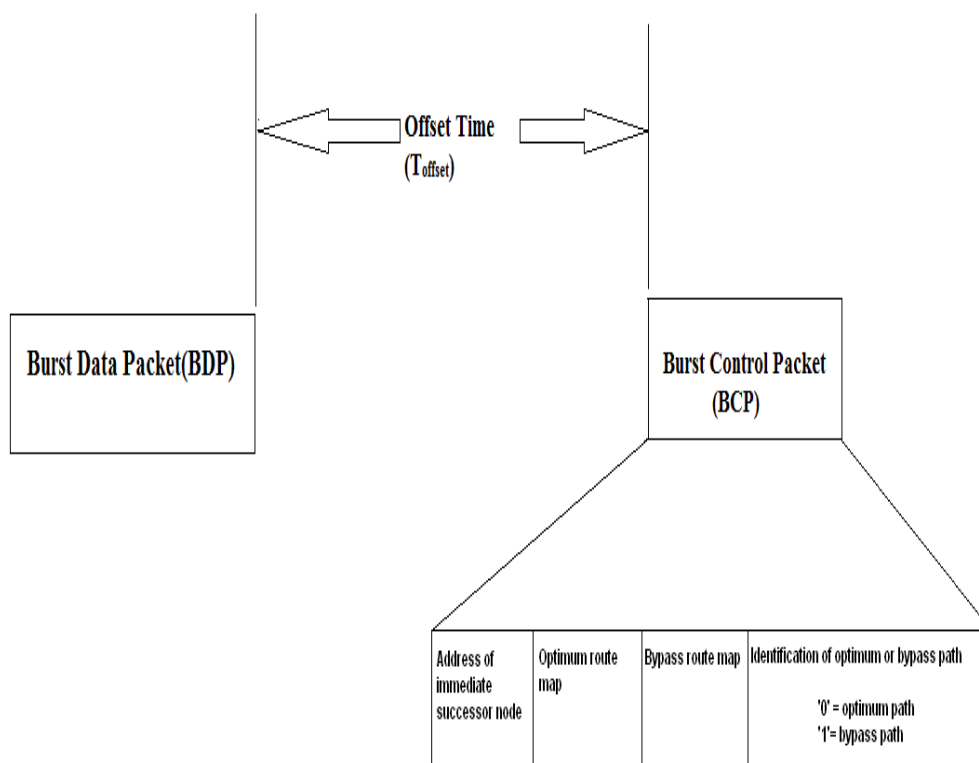 Offset Time
(Toffset)
Burst Data Packet(BDP)
Burst Control Packet
(BCP)
Address of
immediate
successor node
Optimum route
map
Bypass route map
Identification of optimum or bypass path
'0' = optimum path
'1'= bypass path